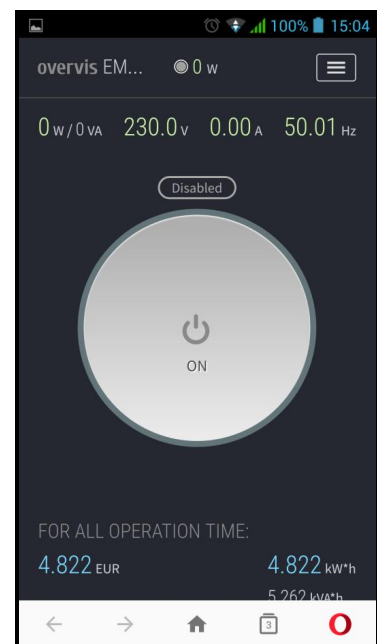 100% 15:04
overvis EM... 0 w
0 W / 0 VA 230.0 V 0.00 A 50.01 Hz
Disabled
ON
FOR ALL OPERATION TIME:
4.822 EUR 4.822 kW*h
5.262 kVA*h
3